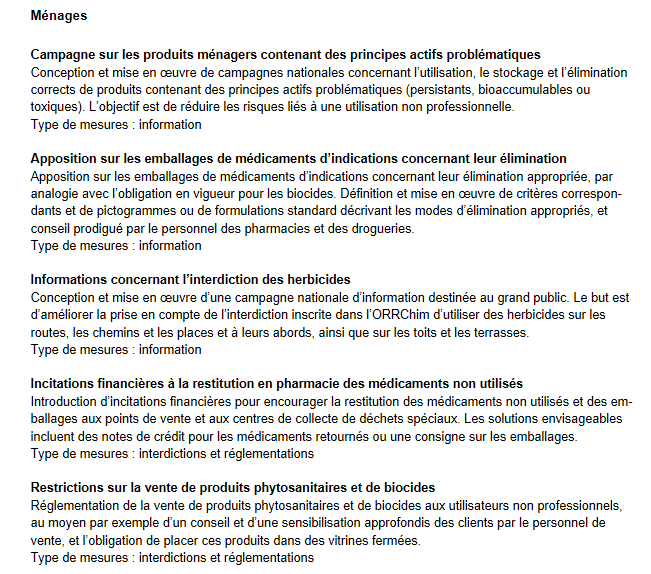 Ménages
Campagne sur les produits ménagers contenant des principes actifs problématiques
Conception et mise en œuvre de campagnes nationales concernant l’utilisation, le stockage et l’élimination
corrects de produits contenant des principes actifs problématiques (persistants, bioaccumulables ou
toxiques). L’objectif est de réduire les risques liés à une utilisation non professionnelle.
Type de mesures : information
Apposition sur les emballages de médicaments d’indications concernant leur élimination
Apposition sur les emballages de médicaments d’indications concernant leur élimination appropriée, par
analogie avec l’obligation en vigueur pour les biocides. Définition et mise en œuvre de critères correspon-
dants et de pictogrammes ou de formulations standard décrivant les modes d’élimination appropriés, et
conseil prodigué par le personnel des pharmacies et des drogueries.
Type de mesures : information
Informations concernant l’interdiction des herbicides
Conception et mise en œuvre d’une campagne nationale d’information destinée au grand public. Le but est
d’améliorer la prise en compte de l’interdiction inscrite dans l’ORRChim d’utiliser des herbicides sur les
routes, les chemins et les places et à leurs abords, ainsi que sur les toits et les terrasses.
Type de mesures : information
Incitations financières à la restitution en pharmacie des médicaments non utilisés
Introduction d’incitations financières pour encourager la restitution des médicaments non utilisés et des em-
ballages aux points de vente et aux centres de collecte de déchets spéciaux. Les solutions envisageables
incluent des notes de crédit pour les médicaments retournés ou une consigne sur les emballages.
Type de mesures : interdictions et réglementations
Restrictions sur la vente de produits phytosanitaires et de biocides
Réglementation de la vente de produits phytosanitaires et de biocides aux utilisateurs non professionnels,
au moyen par exemple d’un conseil et d’une sensibilisation approfondis des clients par le personnel de
vente, et l’obligation de placer ces produits dans des vitrines fermées.
Type de mesures : interdictions et réglementations